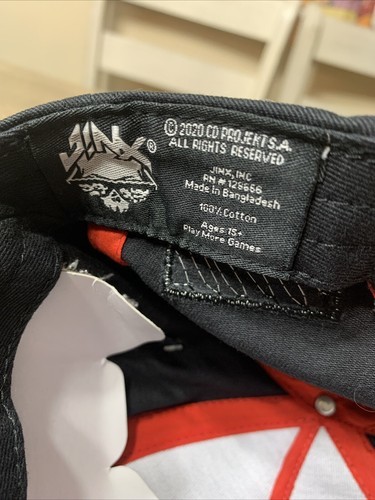 JINX®
© 2020 CD PROJEKT S.A.
ALL RIGHTS RESERVED
JINX, INC
RN # 129666
Made in Bangladesh
100% Cotton
Ages 15+
Play More Games